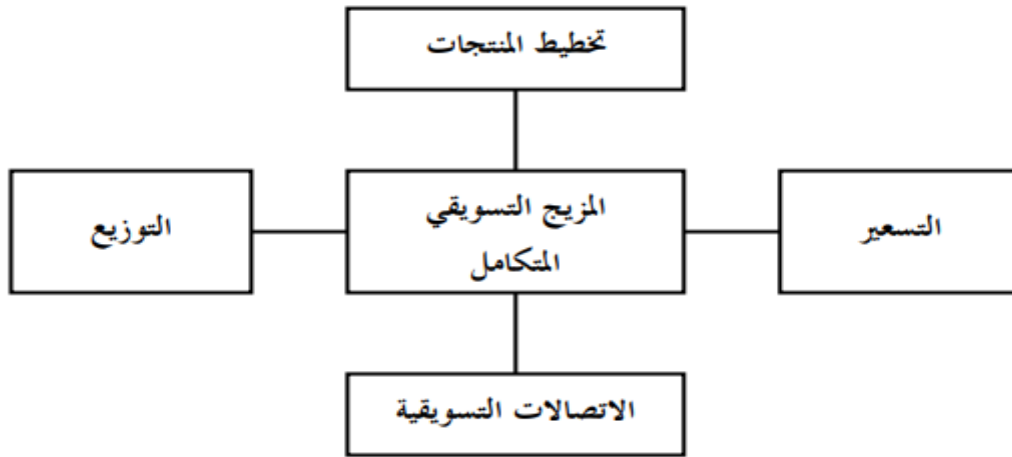 تخطيط المنتجات
التسعير
المزيج التسويقي
المتكامل
التوزيع
الاتصالات التسويقية